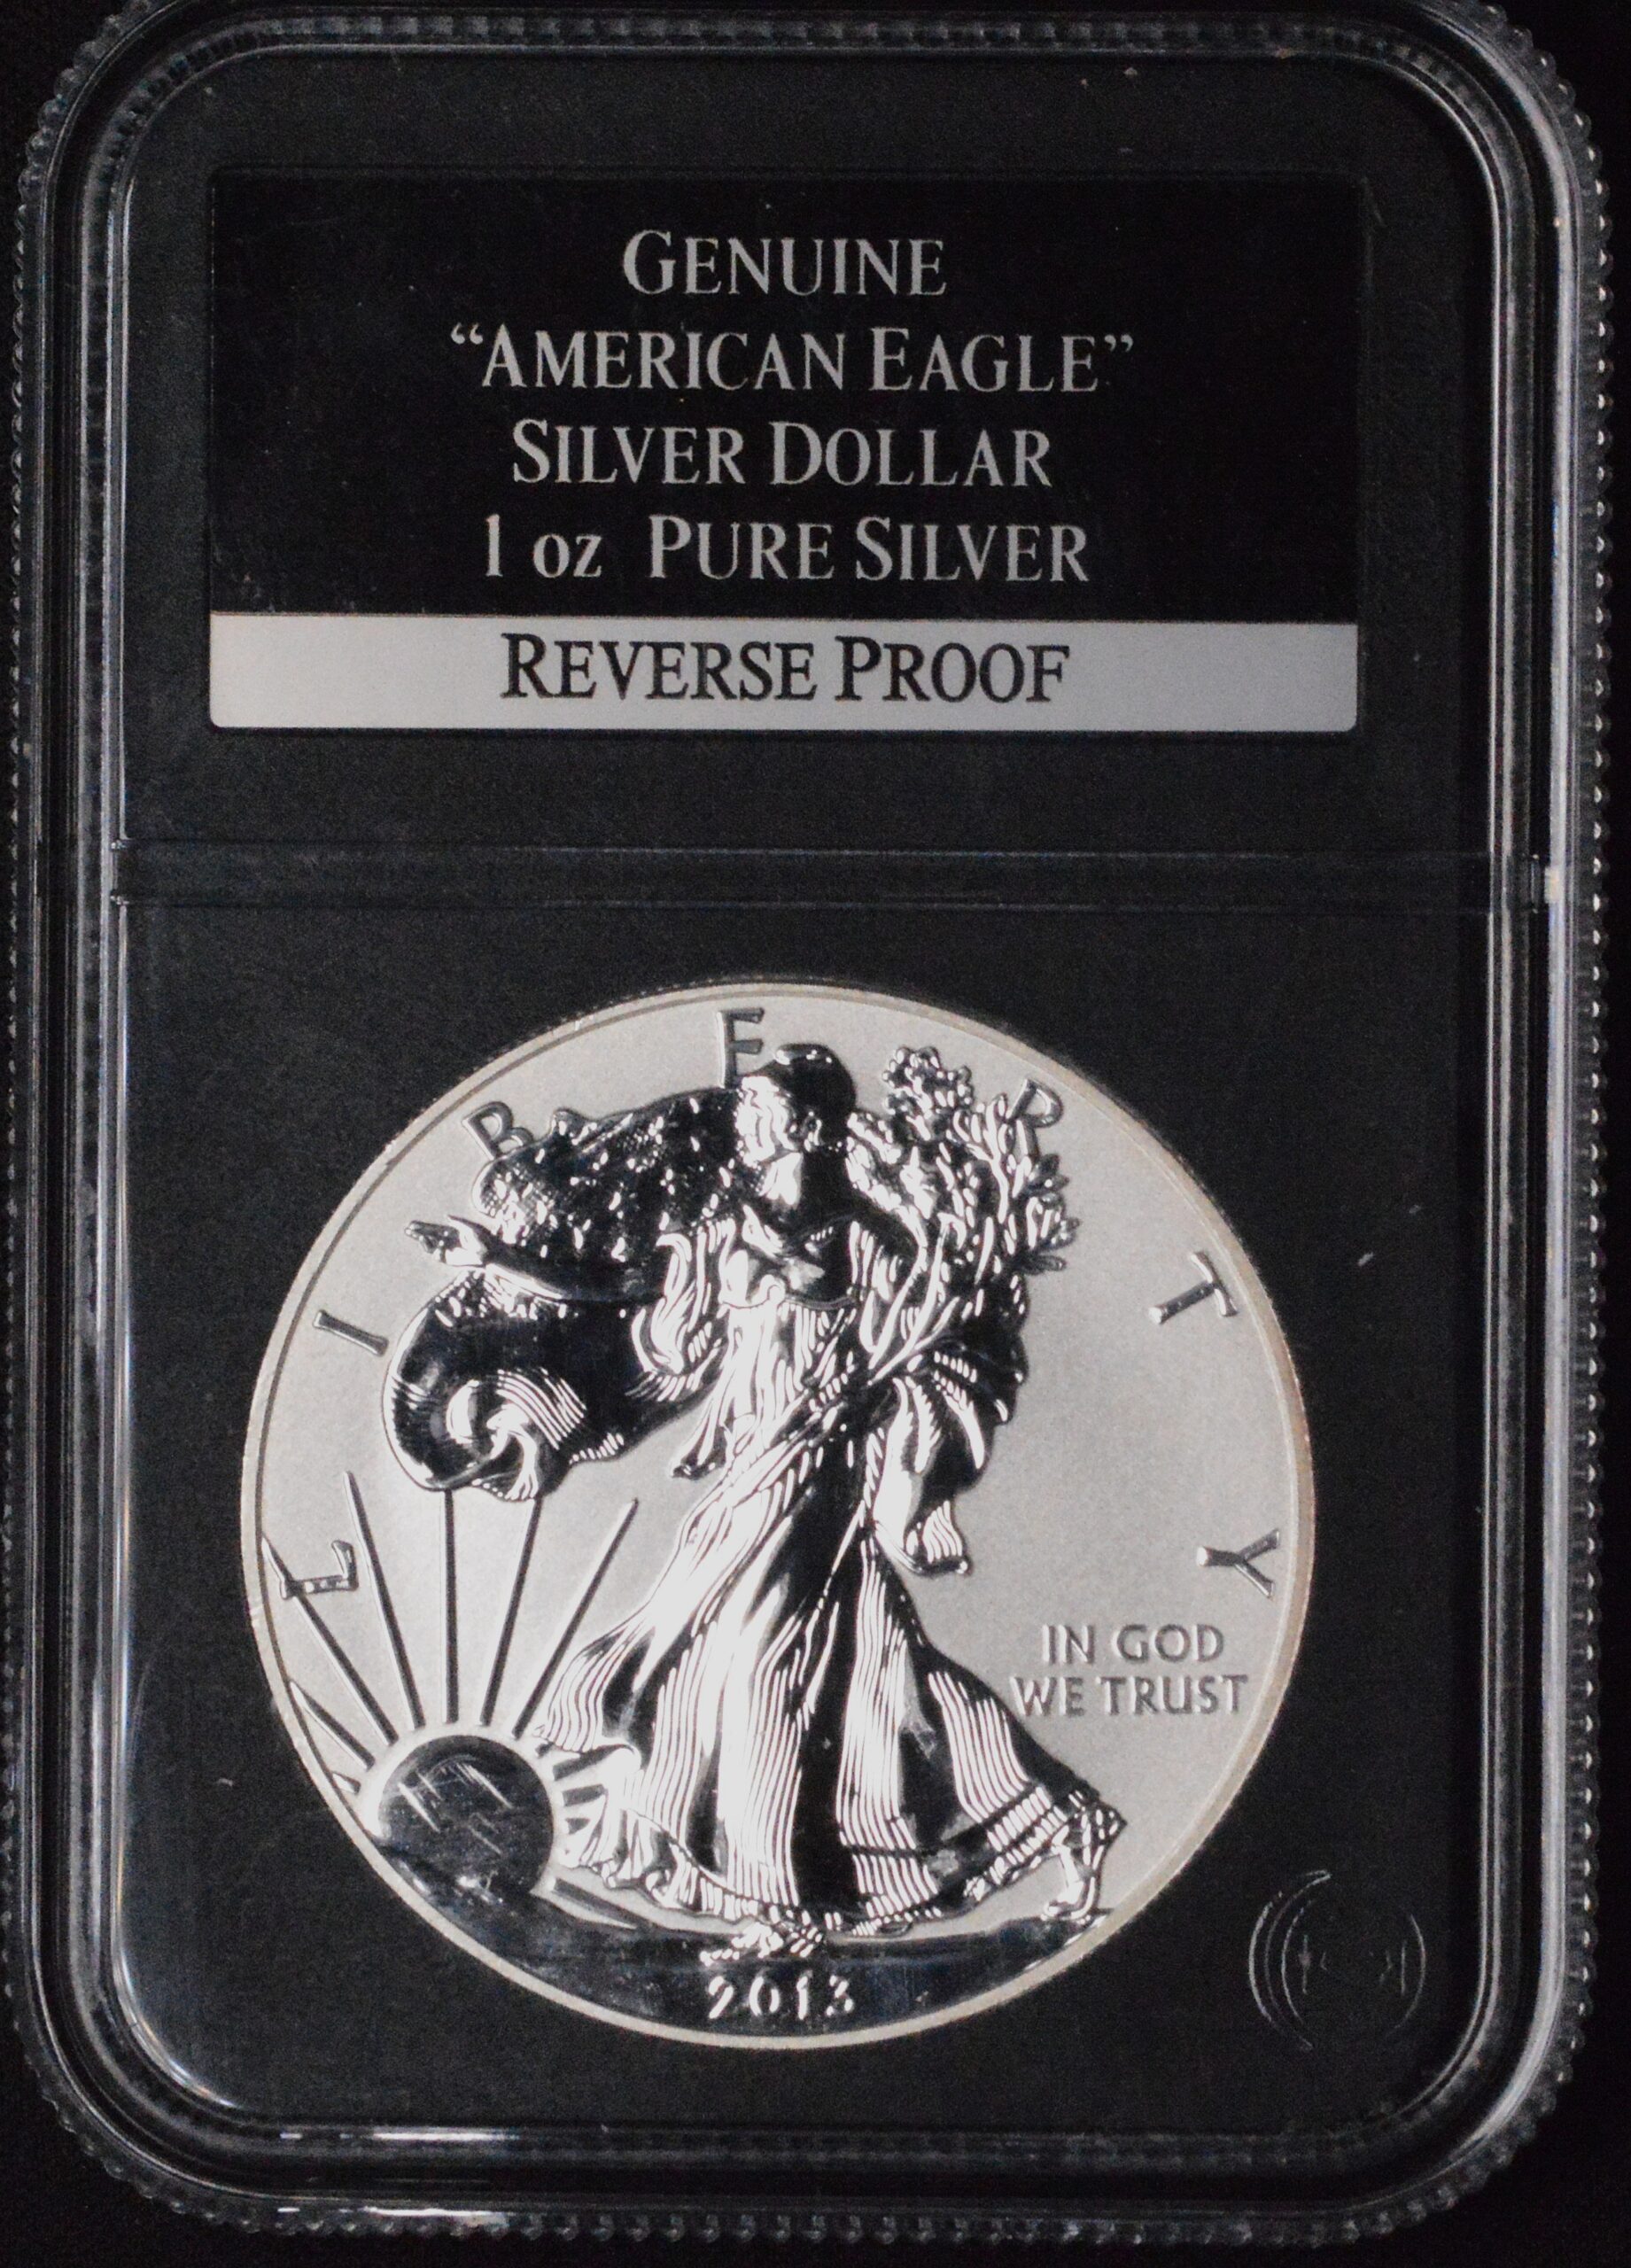 GENUINE
“AMERICAN EAGLE”
SILVER DOLLAR
1 oz PURE SILVER
REVERSE PROOF
LIBERTY
IN GOD
WE TRUST
2013